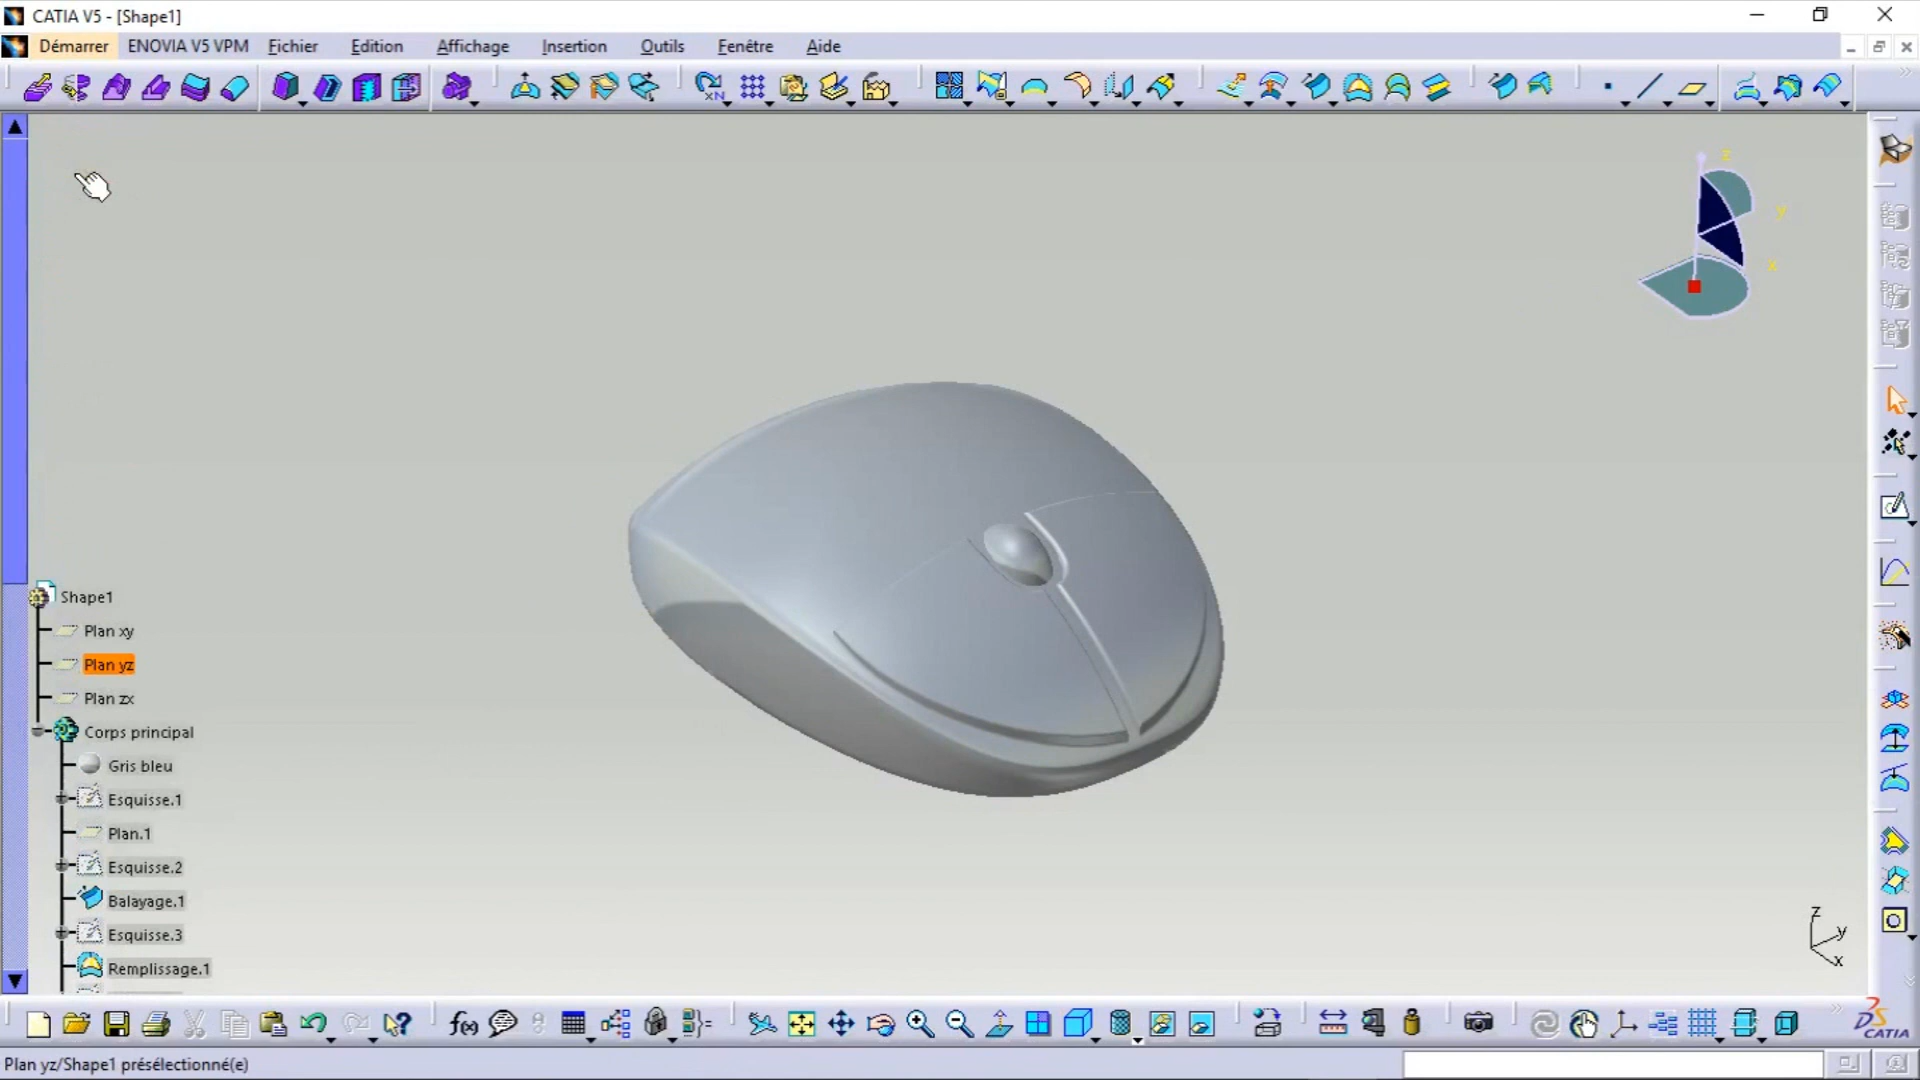 CATIA V5 - [Shape1]
Démarrer ENOVIA V5 VPM Fichier Edition Affichage Insertion Outils Fenêtre Aide
z
y
x
Shape1
Plan xy
Plan yz
Plan zx
Corps principal
Gris bleu
Esquisse.1
Plan.1
Esquisse.2
Balayage.1
Esquisse.3
Remplissage.1
z
y
x
f(x)
DS
CATIA
Plan yz/Shape1 présélectionné(e)